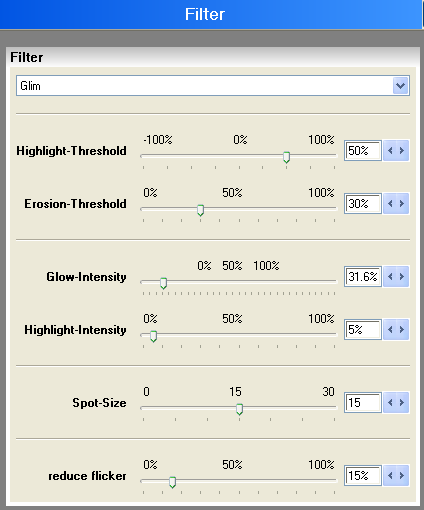 Filter
Filter
Glim
-100% 0% 100%
Highlight-Threshold 50%
0% 50% 100%
Erosion-Threshold 30%
0% 50% 100%
Glow-Intensity 31.6%
0% 50% 100%
Highlight-Intensity 5%
0 15 30
Spot-Size 15
0% 50% 100%
reduce flicker 15%